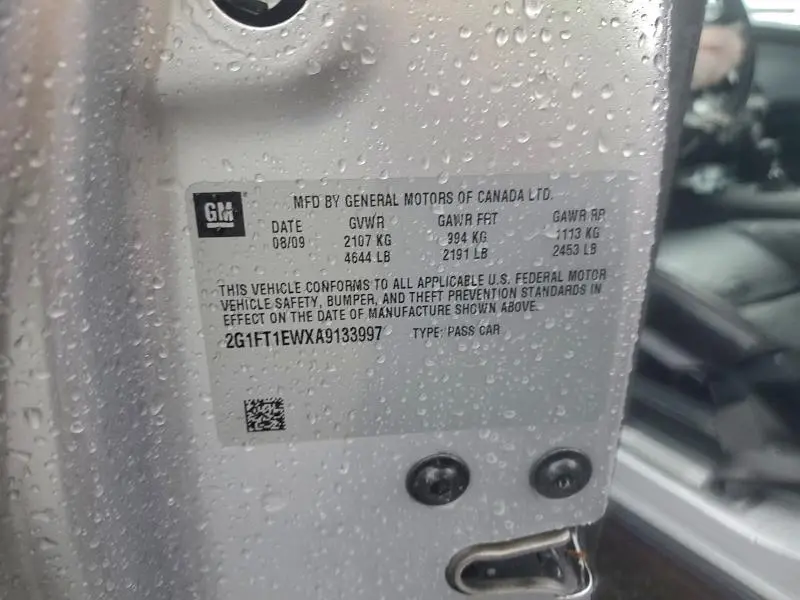 GM
MFD BY GENERAL MOTORS OF CANADA LTD.
DATE GVWR GAWR FRT GAWR RR
08/09 2107 KG 994 KG 1113 KG
4644 LB 2191 LB 2453 LB
THIS VEHICLE CONFORMS TO ALL APPLICABLE U.S. FEDERAL MOTOR
VEHICLE SAFETY, BUMPER, AND THEFT PREVENTION STANDARDS IN
EFFECT ON THE DATE OF MANUFACTURE SHOWN ABOVE.
2G1FT1EWXA9133997 TYPE: PASS CAR